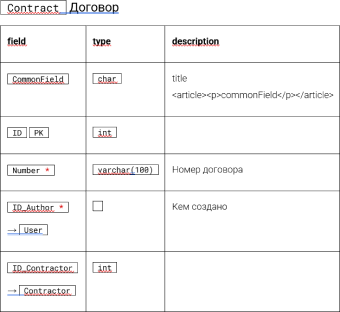 Contract Договор
field type description
CommonField char title
<article><p>commonField</p></article>
ID PK int
Number * varchar(100) Номер договора
ID_Author * Кем создано
→ User
ID_Contractor int
→ Contractor